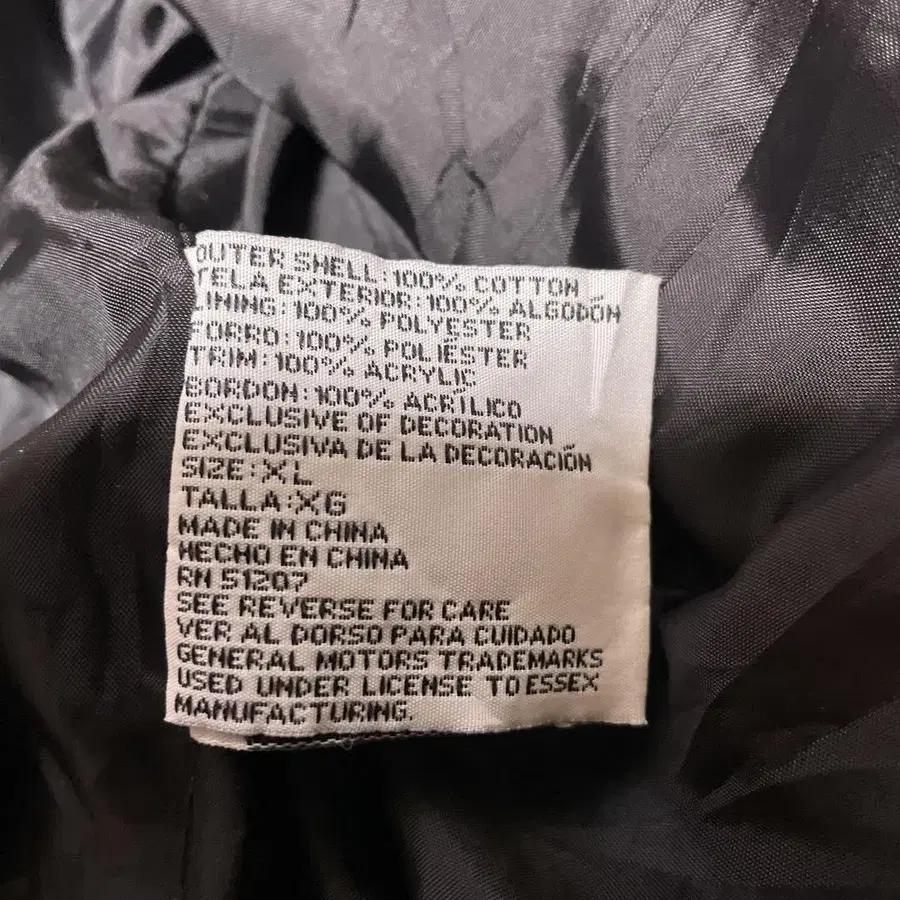 OUTER SHELL: 100% COTTON
TELA EXTERIOR: 100% ALGODÓN
LINING: 100% POLYESTER
FORRO: 100% POLIÉSTER
TRIM: 100% ACRYLIC
BORDON: 100% ACRÍLICO
EXCLUSIVE OF DECORATION
EXCLUSIVA DE LA DECORACIÓN
SIZE: XL
TALLA: XG
MADE IN CHINA
HECHO EN CHINA
RN 51207
SEE REVERSE FOR CARE
VER AL DORSO PARA CUIDADO
GENERAL MOTORS TRADEMARKS
USED UNDER LICENSE TO ESSEX
MANUFACTURING.